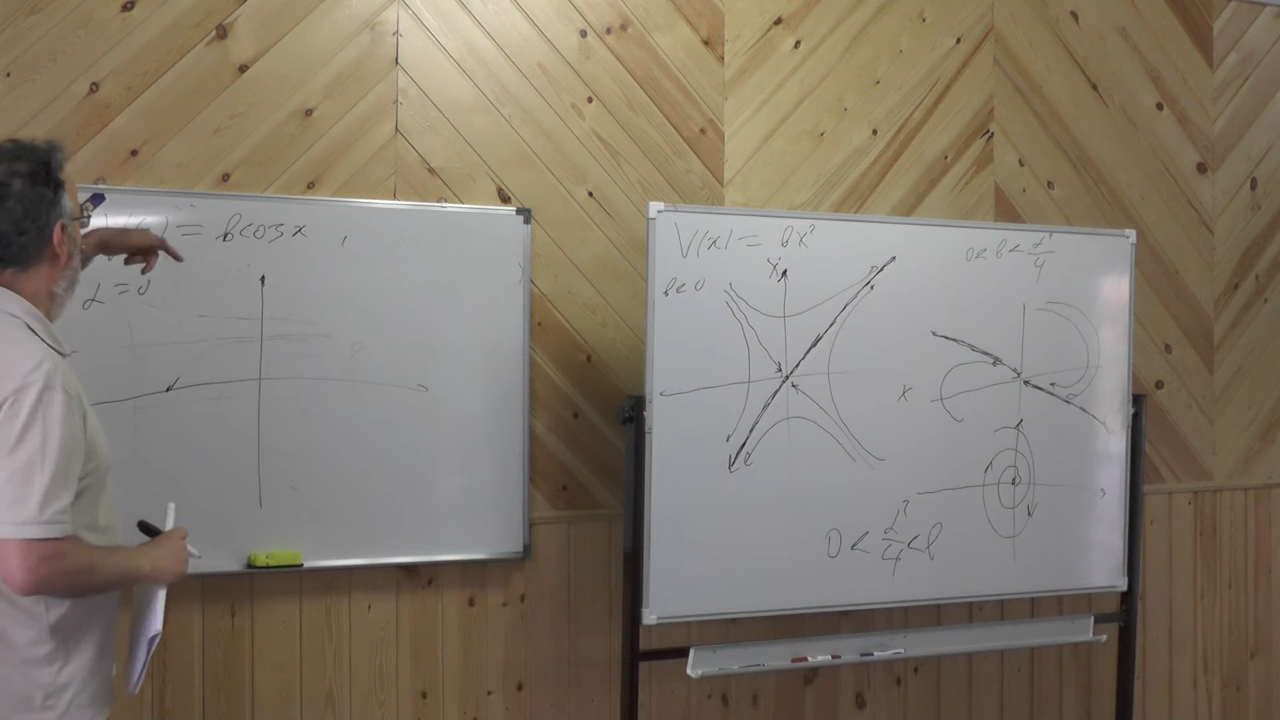 = b cos x ,
α = 0
V(x) = bx²
b < 0
ẋ
0 < b < α²/4
x
0 < α²/4 < b